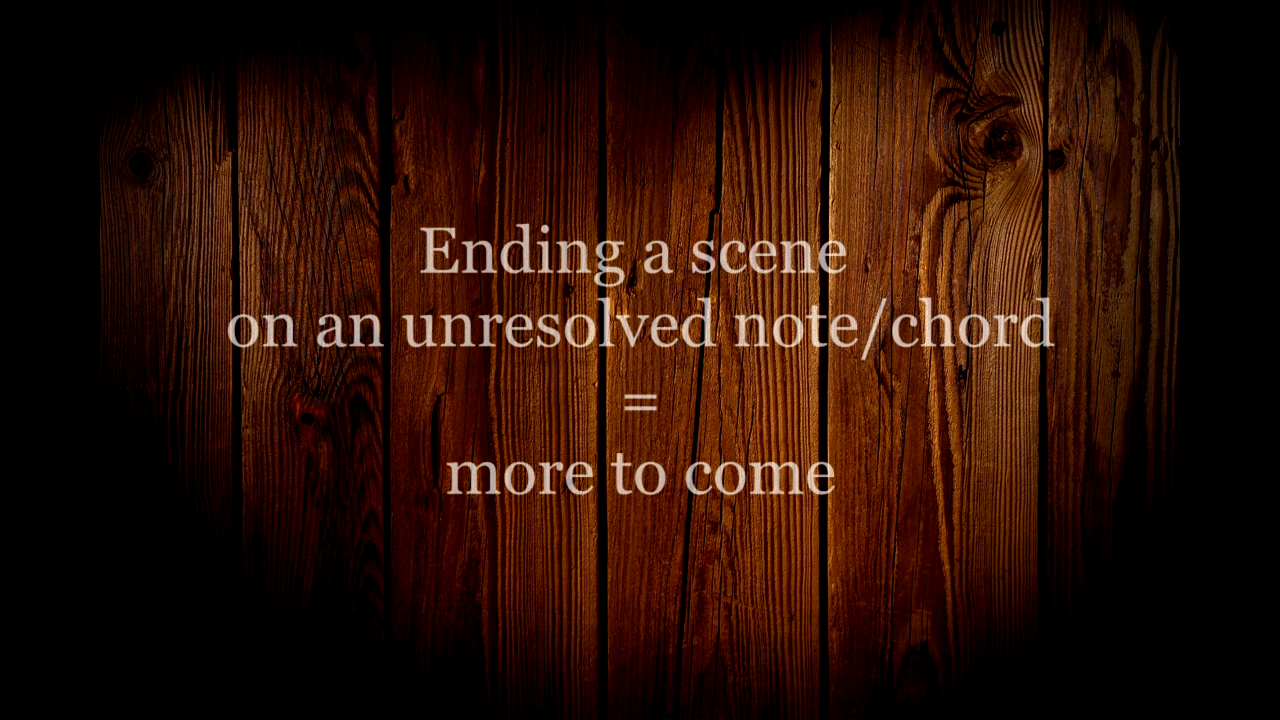 Ending a scene
on an unresolved note/chord
=
more to come